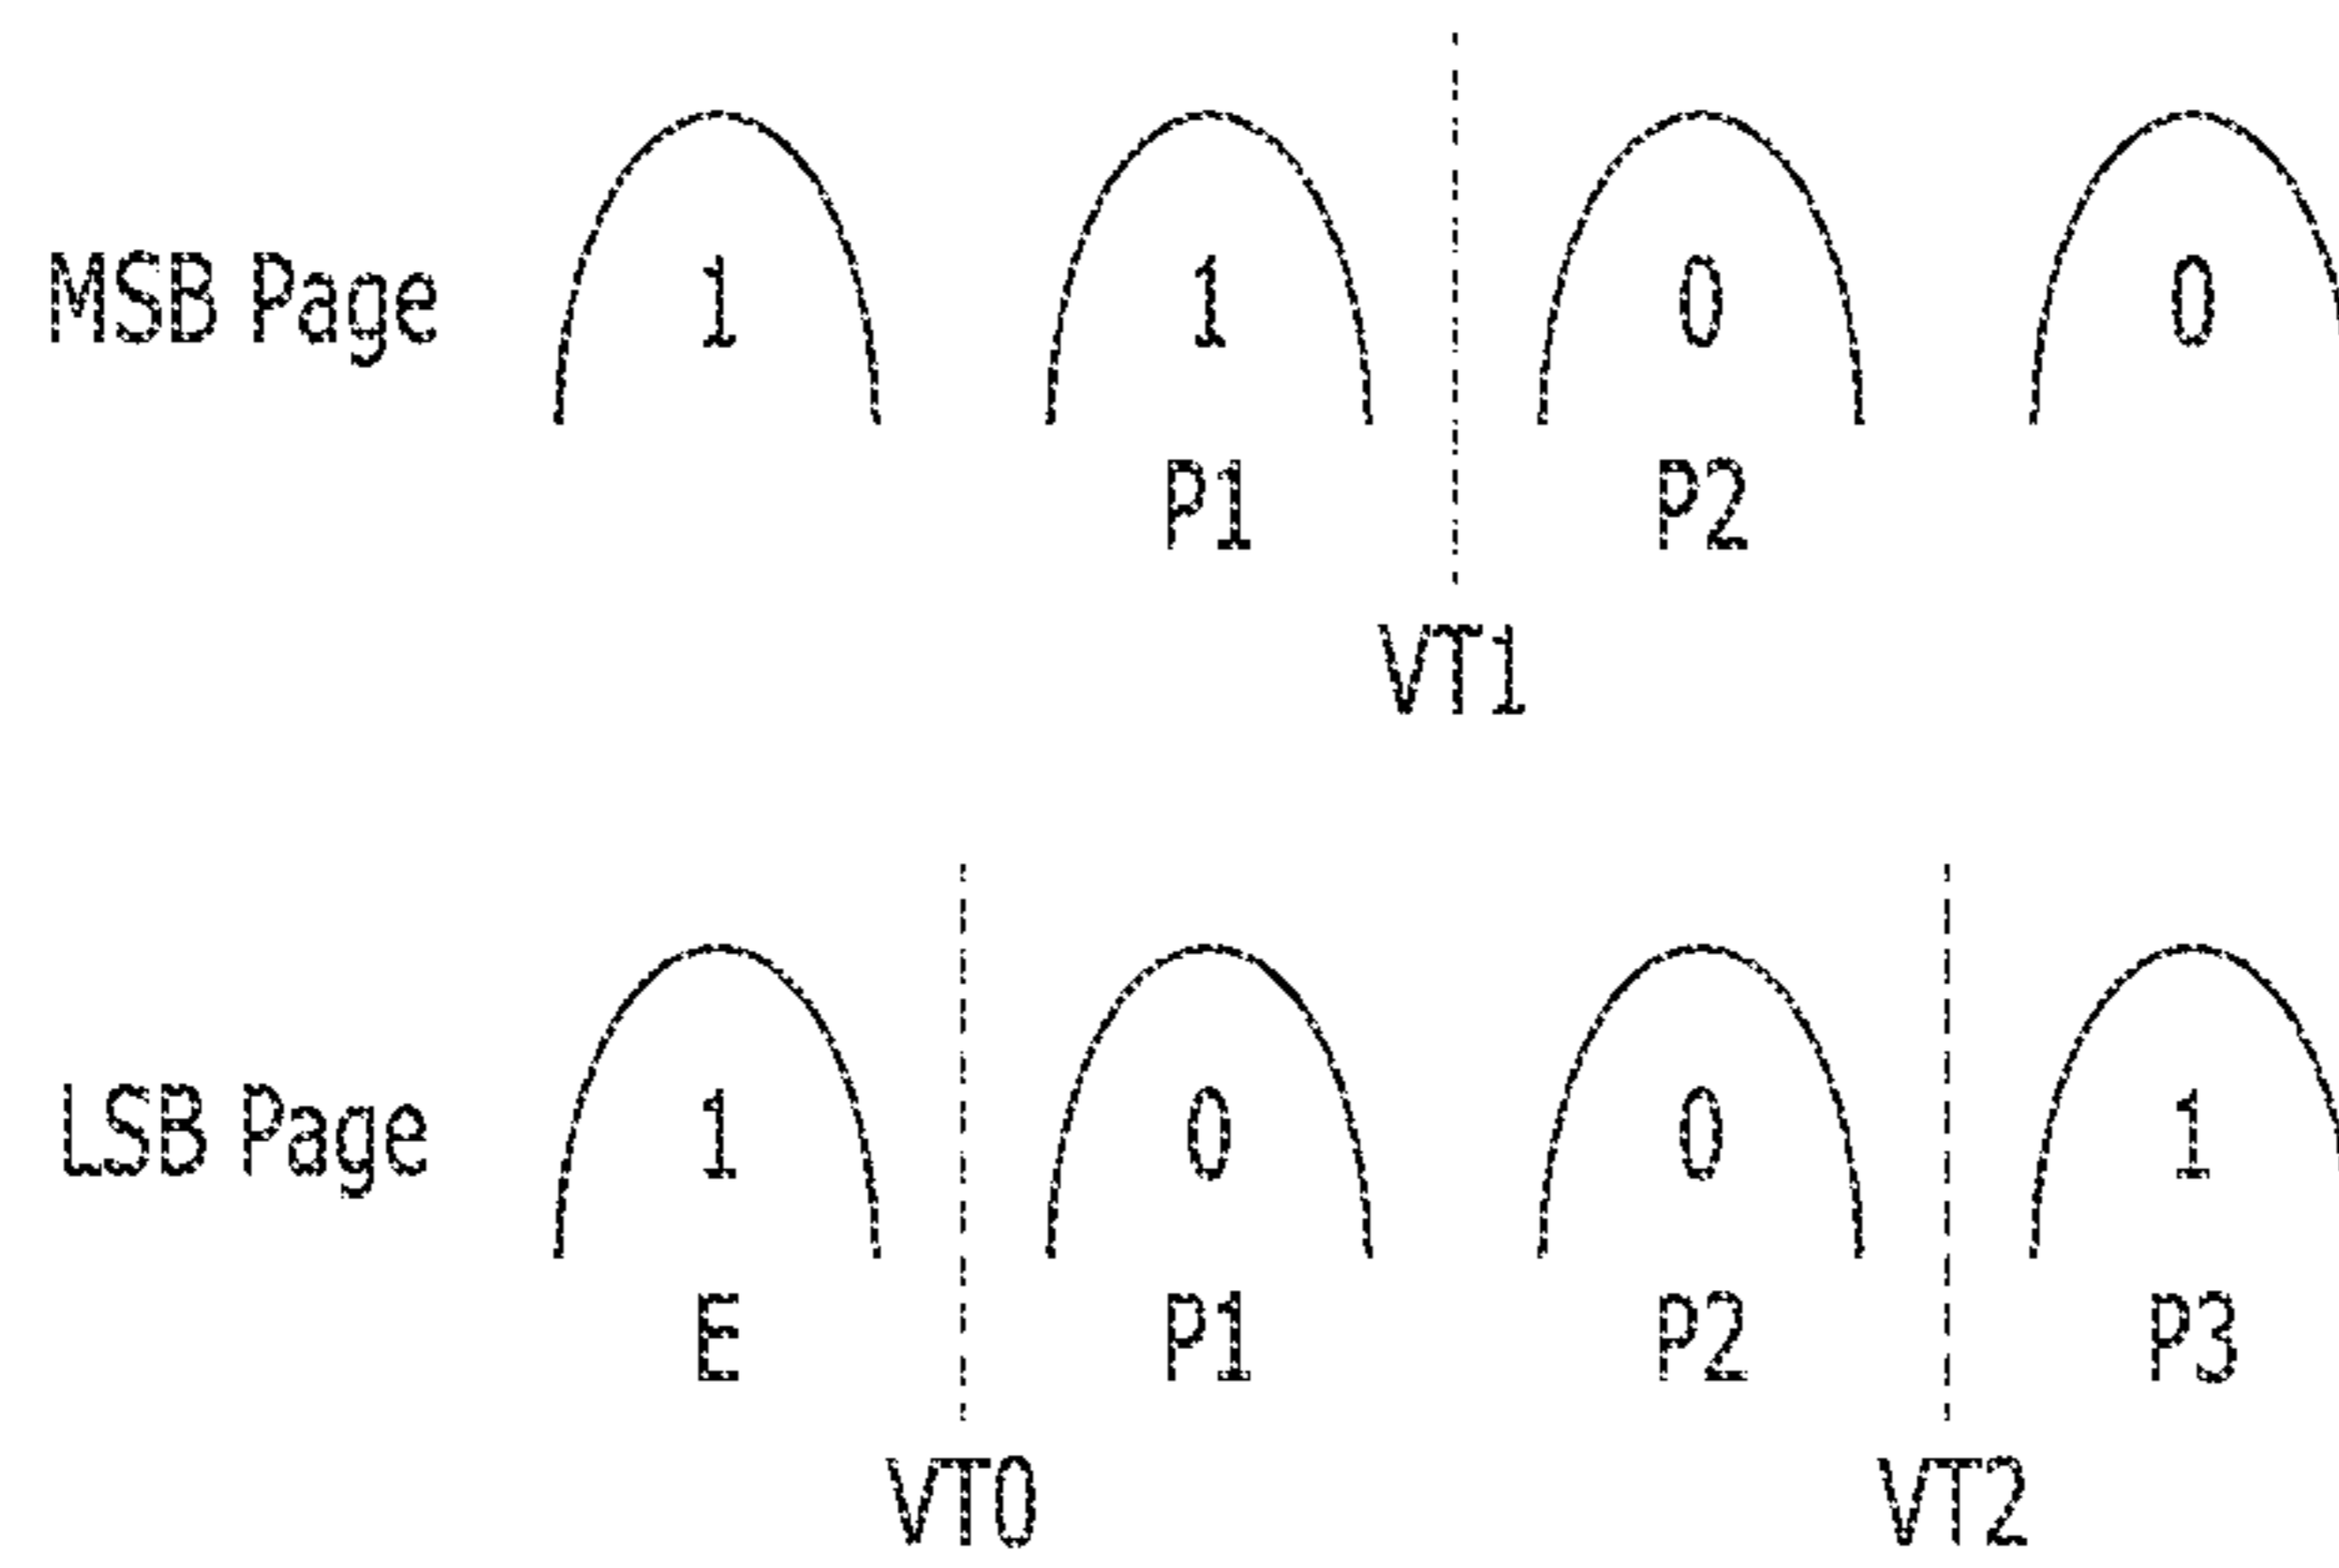 MSB Page 1 1 0 0
P1 P2
VT1
LSB Page 1 0 0 1
E P1 P2 P3
VT0 VT2